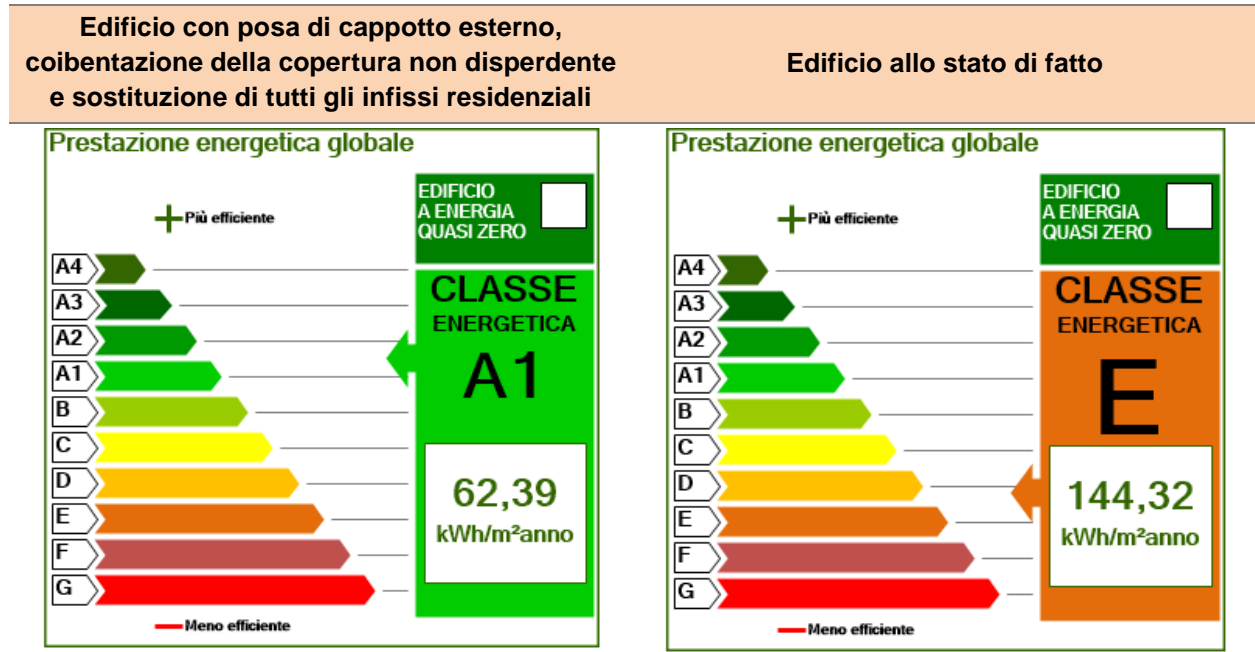 Edificio con posa di cappotto esterno,
coibentazione della copertura non disperdente
e sostituzione di tutti gli infissi residenziali
Edificio allo stato di fatto
Prestazione energetica globale
EDIFICIO
A ENERGIA
QUASI ZERO
Più efficiente
A4
A3
A2
A1
B
C
D
E
F
G
Meno efficiente
CLASSE
ENERGETICA
A1
62,39
kWh/m²anno
Prestazione energetica globale
EDIFICIO
A ENERGIA
QUASI ZERO
Più efficiente
A4
A3
A2
A1
B
C
D
E
F
G
Meno efficiente
CLASSE
ENERGETICA
E
144,32
kWh/m²anno